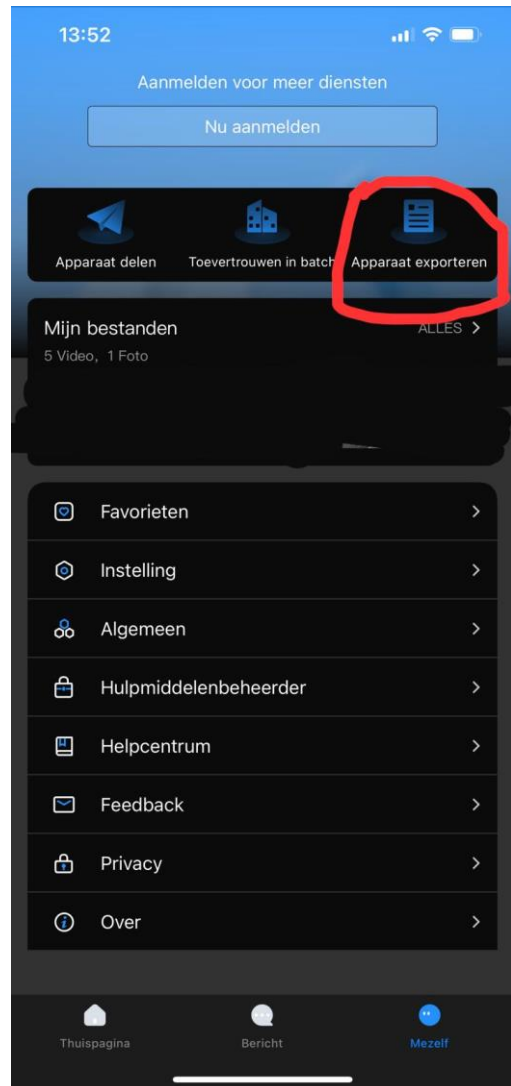 13:52
Aanmelden voor meer diensten
Nu aanmelden
Apparaat delen
Toevertrouwen in batch
Apparaat exporteren
Mijn bestanden
ALLES
5 Video, 1 Foto
Favorieten
Instelling
Algemeen
Hulpmiddelenbeheerder
Helpcentrum
Feedback
Privacy
Over
Thuispagina
Bericht
Mezelf